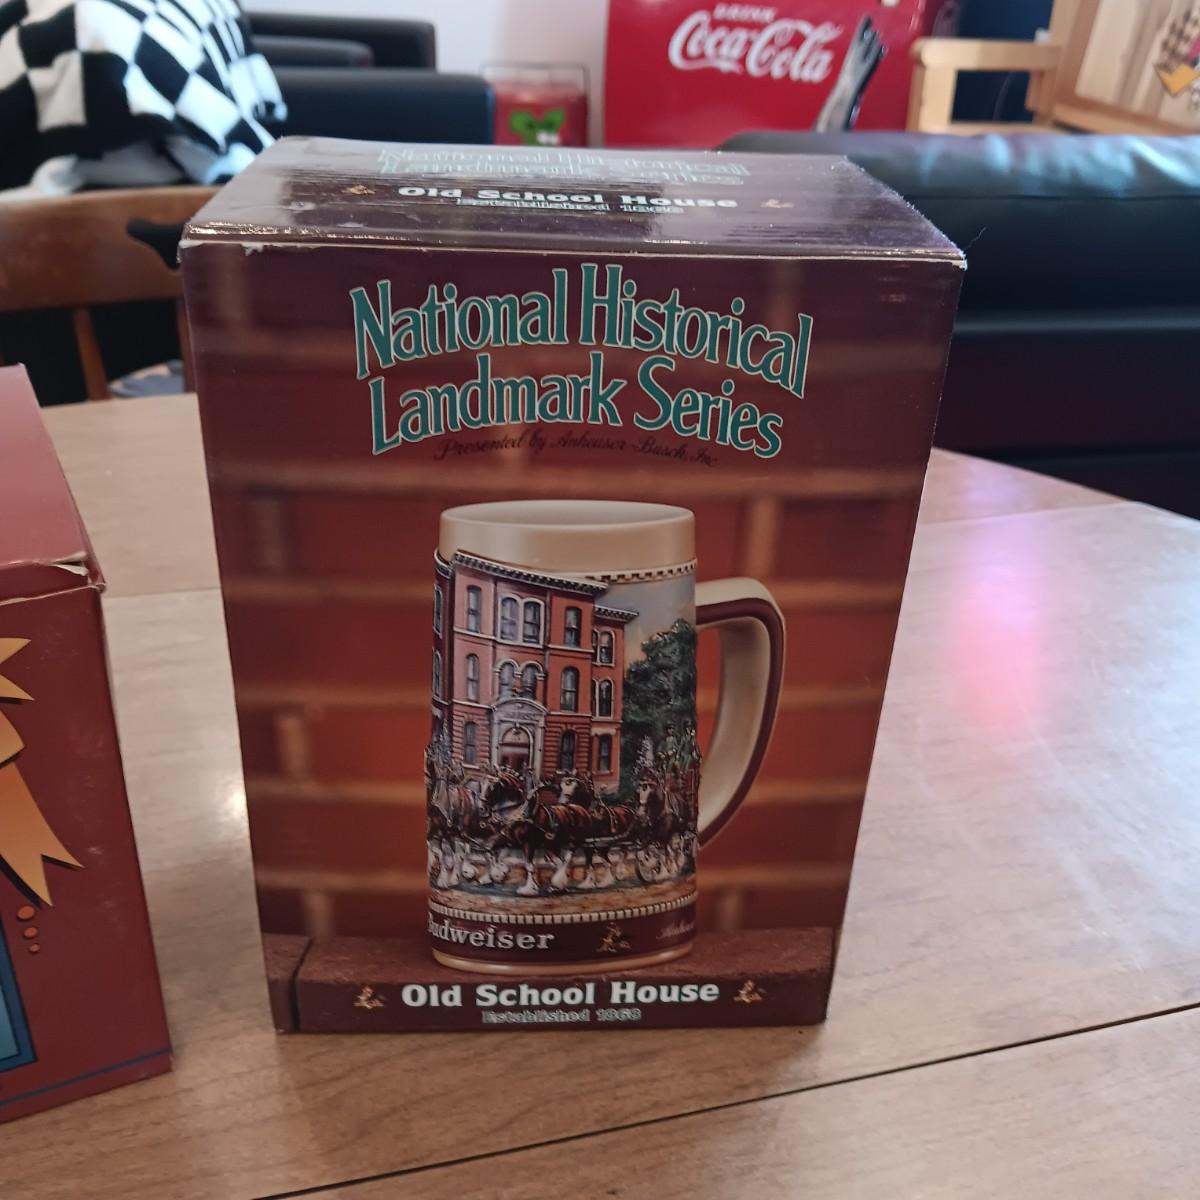 DRINK
Coca-Cola
National Historical
Landmark Series
Old School House
Established 1868
National Historical
Landmark Series
Presented by Anheuser-Busch, Inc.
Budweiser
Old School House
Established 1868